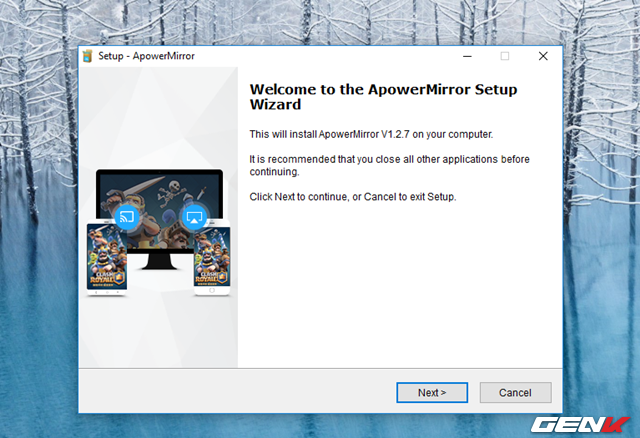 Setup - ApowerMirror
Welcome to the ApowerMirror Setup
Wizard
This will install ApowerMirror V1.2.7 on your computer.
It is recommended that you close all other applications before
continuing.
Click Next to continue, or Cancel to exit Setup.
CLASH
ROYALE
CLASH
ROYALE
Next >
Cancel
GENK